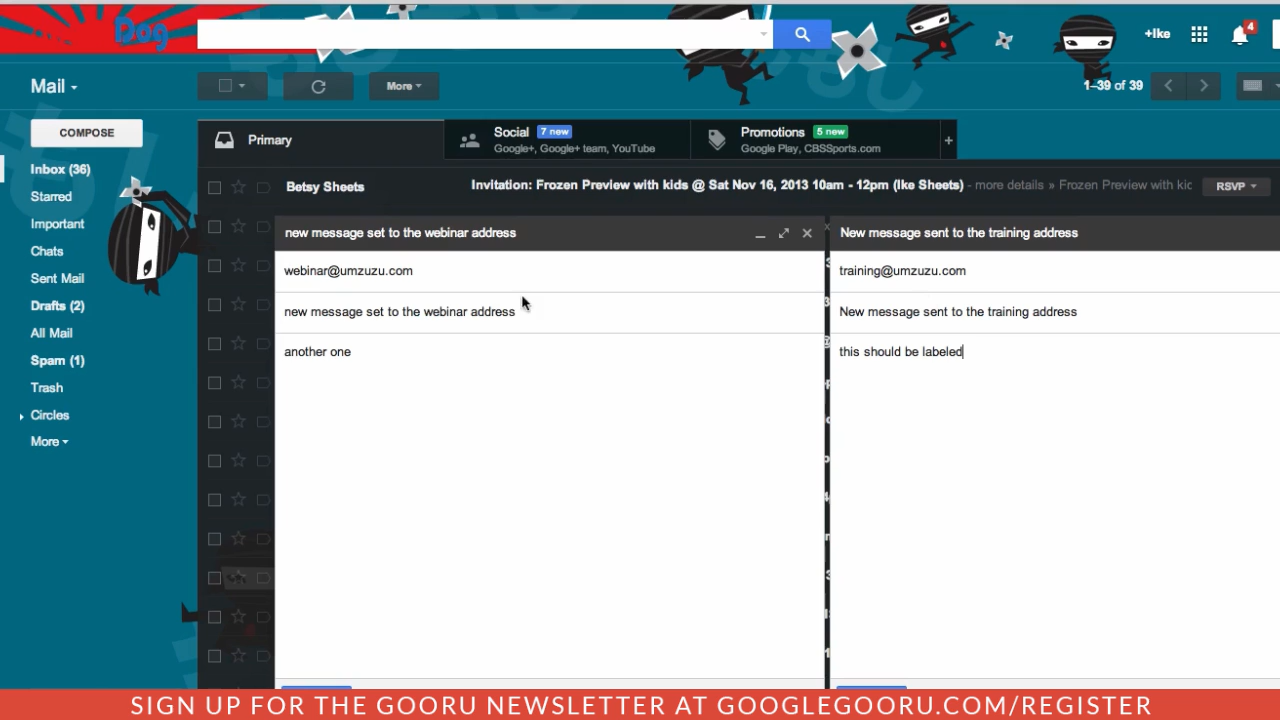 Dog
+Ike
4
Mail
More
1–39 of 39
COMPOSE
Primary
Social 7 new
Google+, Google+ team, YouTube
Promotions 5 new
Google Play, CBSSports.com
+
Inbox (36)
Starred
Important
Chats
Sent Mail
Drafts (2)
All Mail
Spam (1)
Trash
Circles
More
Betsy Sheets
Invitation: Frozen Preview with kids @ Sat Nov 16, 2013 10am - 12pm (Ike Sheets) - more details » Frozen Preview with kic
RSVP
new message set to the webinar address
webinar@umzuzu.com
new message set to the webinar address
another one
New message sent to the training address
training@umzuzu.com
New message sent to the training address
this should be labeled
SIGN UP FOR THE GOORU NEWSLETTER AT GOOGLEGOORU.COM/REGISTER